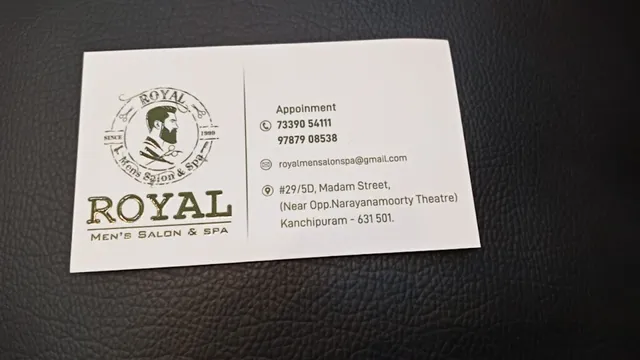 ROYAL
SINCE 1999
Men's Salon & Spa
ROYAL
MEN'S SALON & SPA
Appoinment
73390 54111
97879 08538
royalmensalonspa@gmail.com
#29/5D, Madam Street,
(Near Opp.Narayanamoorty Theatre)
Kanchipuram - 631 501.